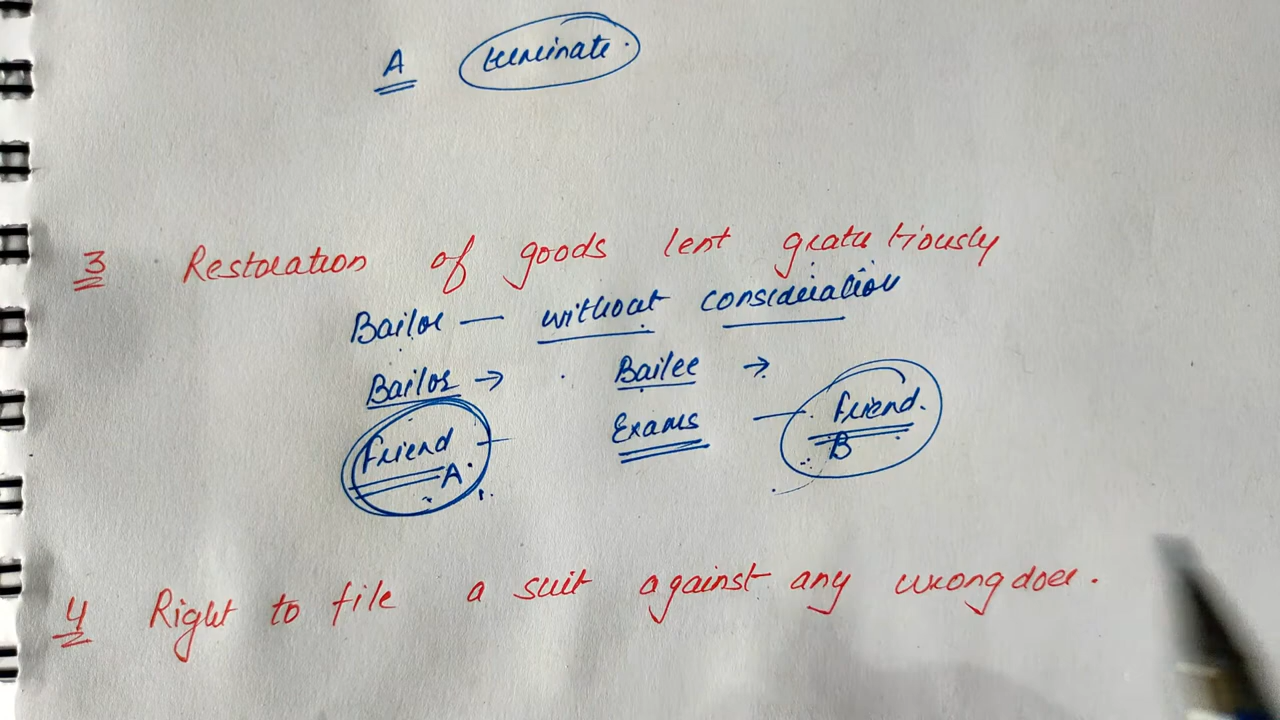 A terminate.
3 Restoration of goods lent gratuitiously
Bailor — without consideration
Bailor → Bailee →
Friend A — Exams — Friend. B
4 Right to file a suit against any wrongdoer.